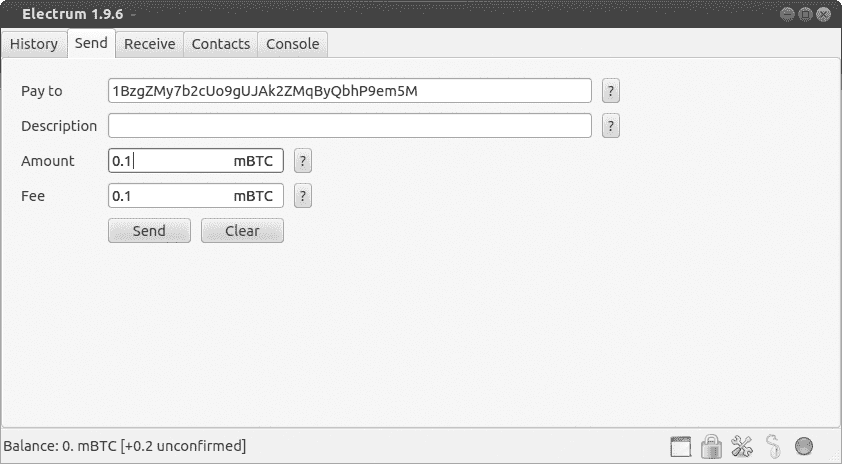 Electrum 1.9.6 -
History Send Receive Contacts Console
Pay to 1BzgZMy7b2cUo9gUJAk2ZMqByQbhP9em5M ?
Description ?
Amount 0.1 mBTC ?
Fee 0.1 mBTC ?
Send Clear
Balance: 0. mBTC [+0.2 unconfirmed]